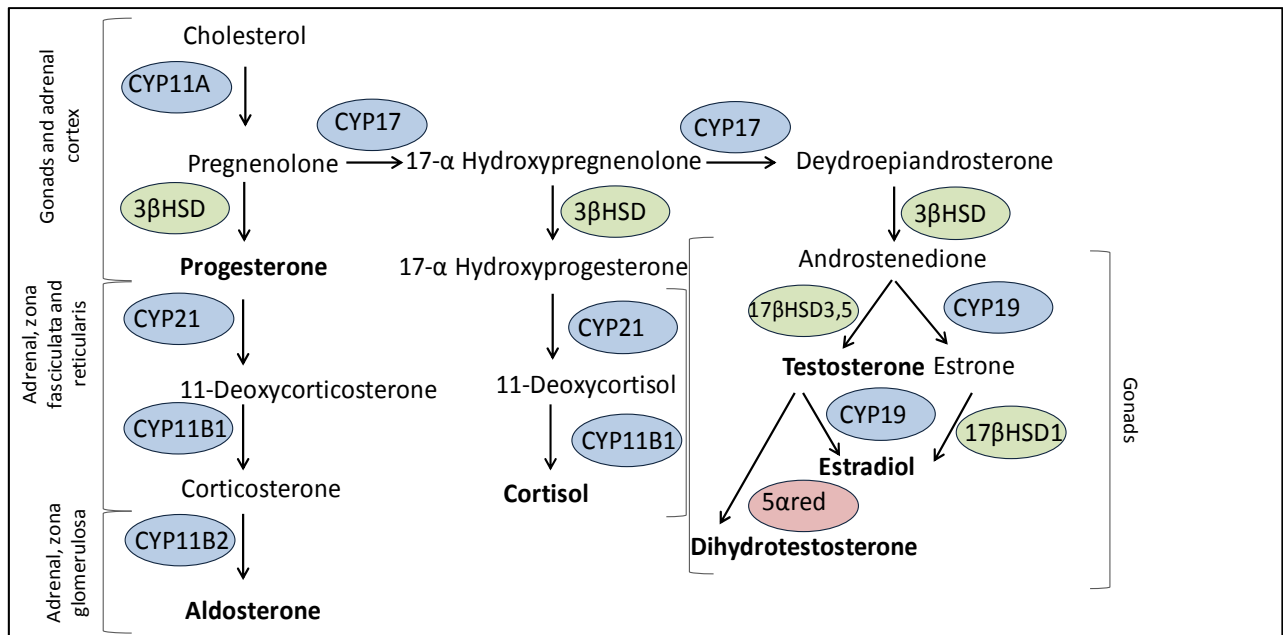 Cholesterol
CYP11A
CYP17
CYP17
Pregnenolone
17-α Hydroxypregnenolone
Deydroepiandrosterone
3βHSD
3βHSD
3βHSD
Progesterone
17-α Hydroxyprogesterone
Androstenedione
CYP21
CYP21
17βHSD3,5
CYP19
Testosterone
Estrone
11-Deoxycorticosterone
11-Deoxycortisol
CYP11B1
CYP11B1
CYP19
17βHSD1
Estradiol
Corticosterone
Cortisol
5αred
CYP11B2
Dihydrotestosterone
Aldosterone
Gonads and adrenal
cortex
Adrenal, zona
fasciculata and
reticularis
Adrenal, zona
glomerulosa
Gonads